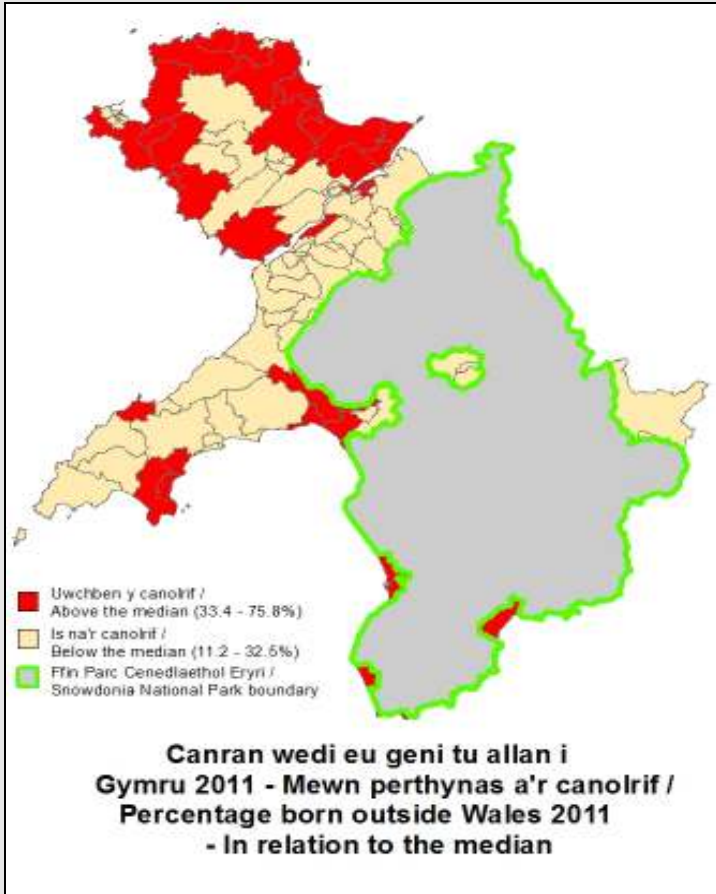 Uwchben y canolrif /
Above the median (33.4 - 75.8%)
Is na'r canolrif /
Below the median (11.2 - 32.5%)
Ffin Parc Cenedlaethol Eryri /
Snowdonia National Park boundary
Canran wedi eu geni tu allan i
Gymru 2011 - Mewn perthynas a'r canolrif /
Percentage born outside Wales 2011
- In relation to the median